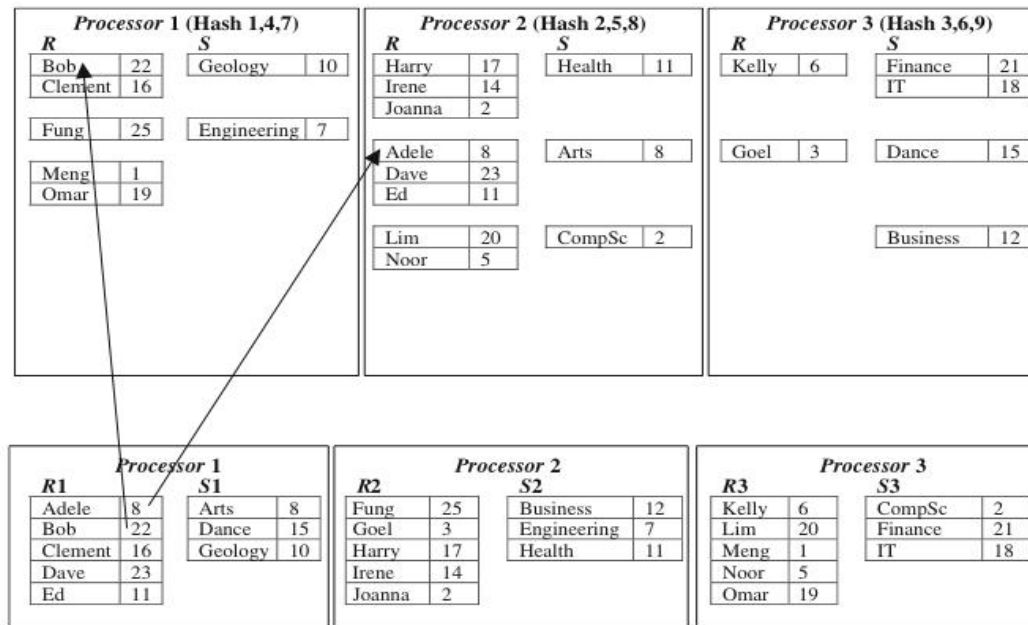 Processor 1 (Hash 1,4,7)
R S
Bob 22 Geology 10
Clement 16
Fung 25 Engineering 7
Meng 1
Omar 19
Processor 2 (Hash 2,5,8)
R S
Harry 17 Health 11
Irene 14
Joanna 2
Adele 8 Arts 8
Dave 23
Ed 11
Lim 20 CompSc 2
Noor 5
Processor 3 (Hash 3,6,9)
R S
Kelly 6 Finance 21
IT 18
Goel 3 Dance 15
Business 12
Processor 1
R1 S1
Adele 8 Arts 8
Bob 22 Dance 15
Clement 16 Geology 10
Dave 23
Ed 11
Processor 2
R2 S2
Fung 25 Business 12
Goel 3 Engineering 7
Harry 17 Health 11
Irene 14
Joanna 2
Processor 3
R3 S3
Kelly 6 CompSc 2
Lim 20 Finance 21
Meng 1 IT 18
Noor 5
Omar 19